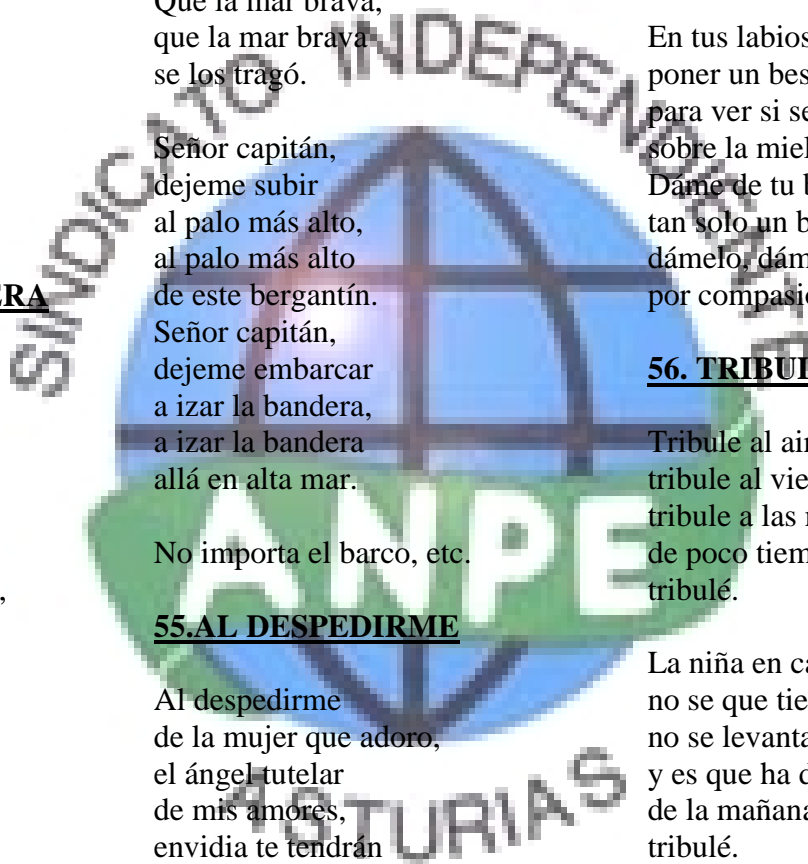 ERA
,
Que la mar brava,
que la mar brava
se los tragó.
Señor capitán,
dejeme subir
al palo más alto,
al palo más alto
de este bergantín.
Señor capitán,
dejeme embarcar
a izar la bandera,
a izar la bandera
allá en alta mar.
No importa el barco, etc.
55.AL DESPEDIRME
Al despedirme
de la mujer que adoro,
el ángel tutelar
de mis amores,
envidia te tendrán
En tus labios
poner un bes
para ver si se
sobre la miel
Dáme de tu b
tan solo un b
dámelo, dám
por compasi
56. TRIBUL
Tribule al air
tribule al vie
tribule a las
de poco tiem
tribulé.
La niña en ca
no se que tie
no se levanta
y es que ha d
de la mañana
tribulé.
SINDICATO INDEPENDIENTE
ANPE
ASTURIAS